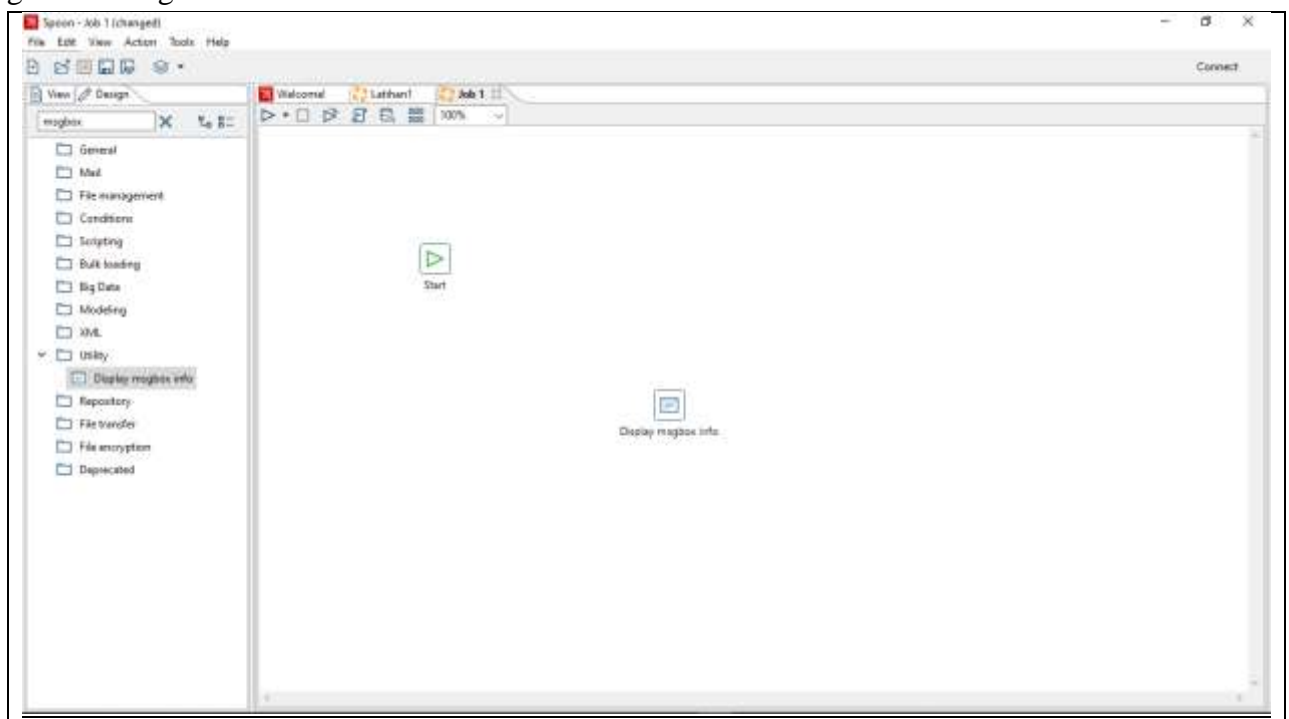 Spoon - Job 1 (changed)
File Edit View Action Tools Help
Connect
View Design
Welcome! Latihan1 Job 1
msgbox
100%
General
Mail
File management
Conditions
Scripting
Bulk loading
Big Data
Modeling
XML
Utility
Display msgbox info
Repository
File transfer
File encryption
Deprecated
Start
Display msgbox info